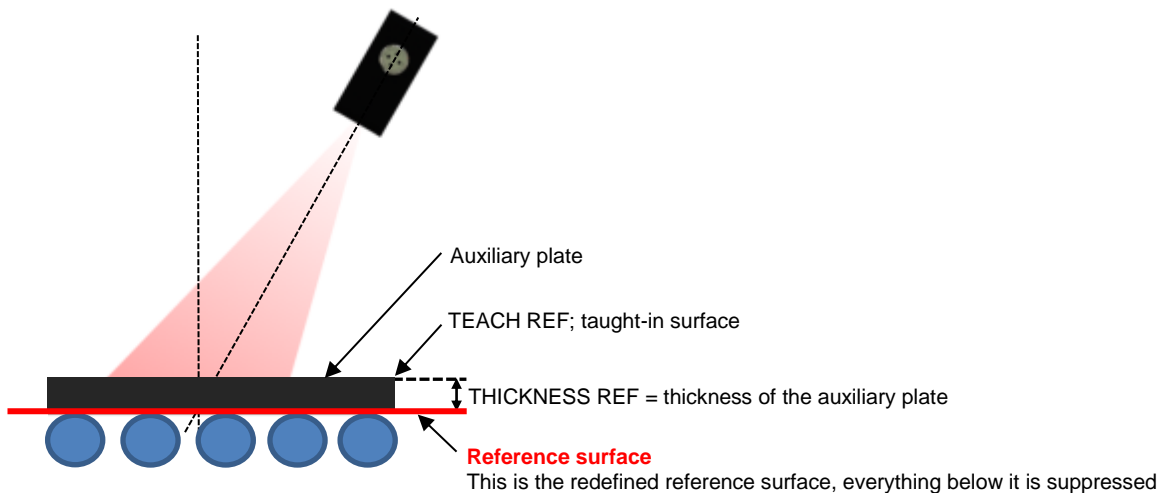 Auxiliary plate
TEACH REF; taught-in surface
THICKNESS REF = thickness of the auxiliary plate
Reference surface
This is the redefined reference surface, everything below it is suppressed